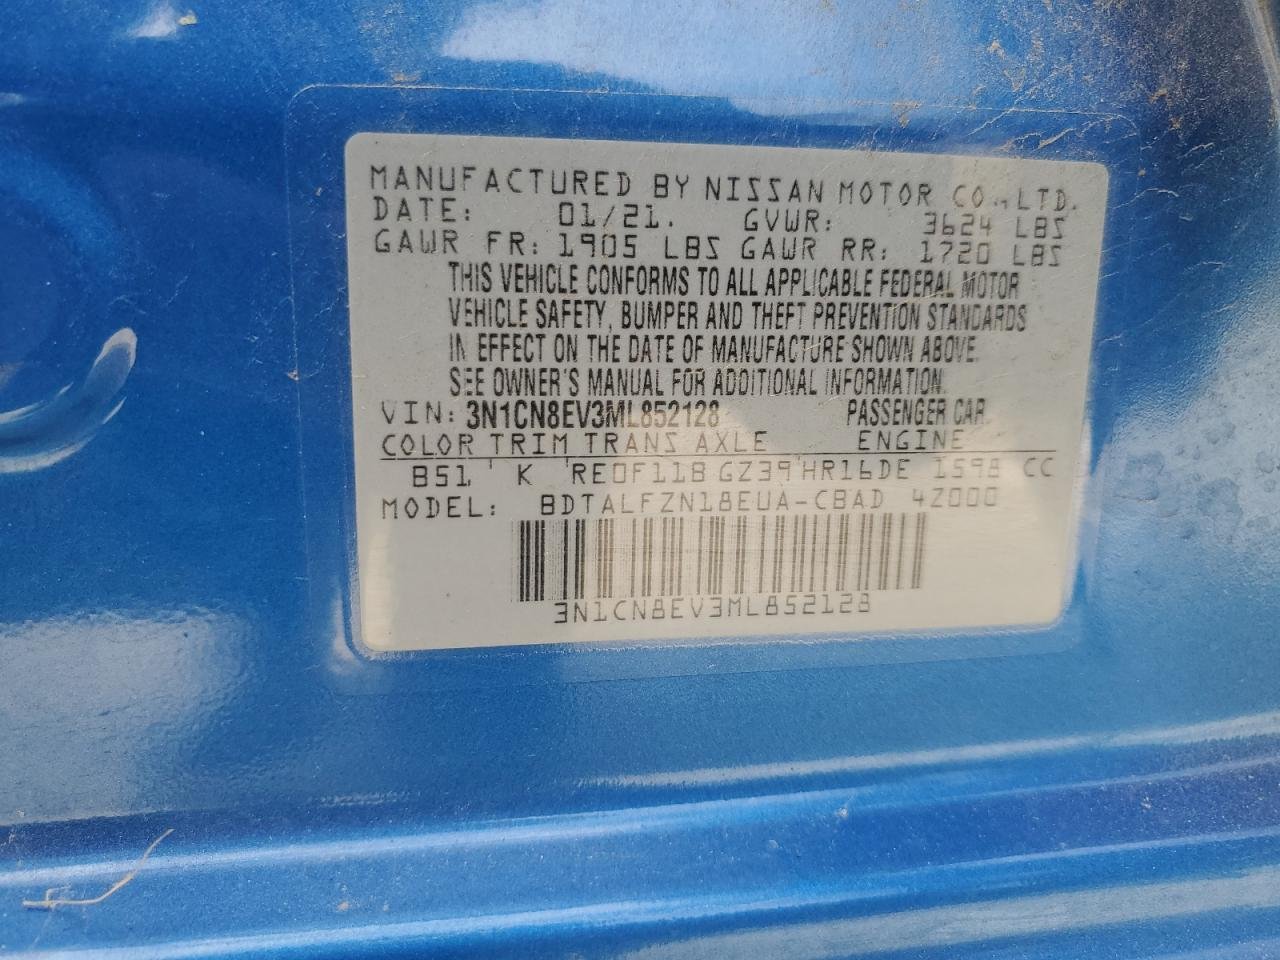 MANUFACTURED BY NISSAN MOTOR CO., LTD.
DATE: 01/21. GVWR: 3624 LBS
GAWR FR: 1905 LBS GAWR RR: 1720 LBS
THIS VEHICLE CONFORMS TO ALL APPLICABLE FEDERAL MOTOR
VEHICLE SAFETY, BUMPER AND THEFT PREVENTION STANDARDS
IN EFFECT ON THE DATE OF MANUFACTURE SHOWN ABOVE.
SEE OWNER'S MANUAL FOR ADDITIONAL INFORMATION.
VIN: 3N1CN8EV3ML852128 PASSENGER CAR
COLOR TRIM TRANS AXLE ENGINE
B51 K RE0F11B GZ39 HR16DE 1598 CC
MODEL: BDTALFZN18EUA-CBAD 4Z000
3N1CN8EV3ML852128